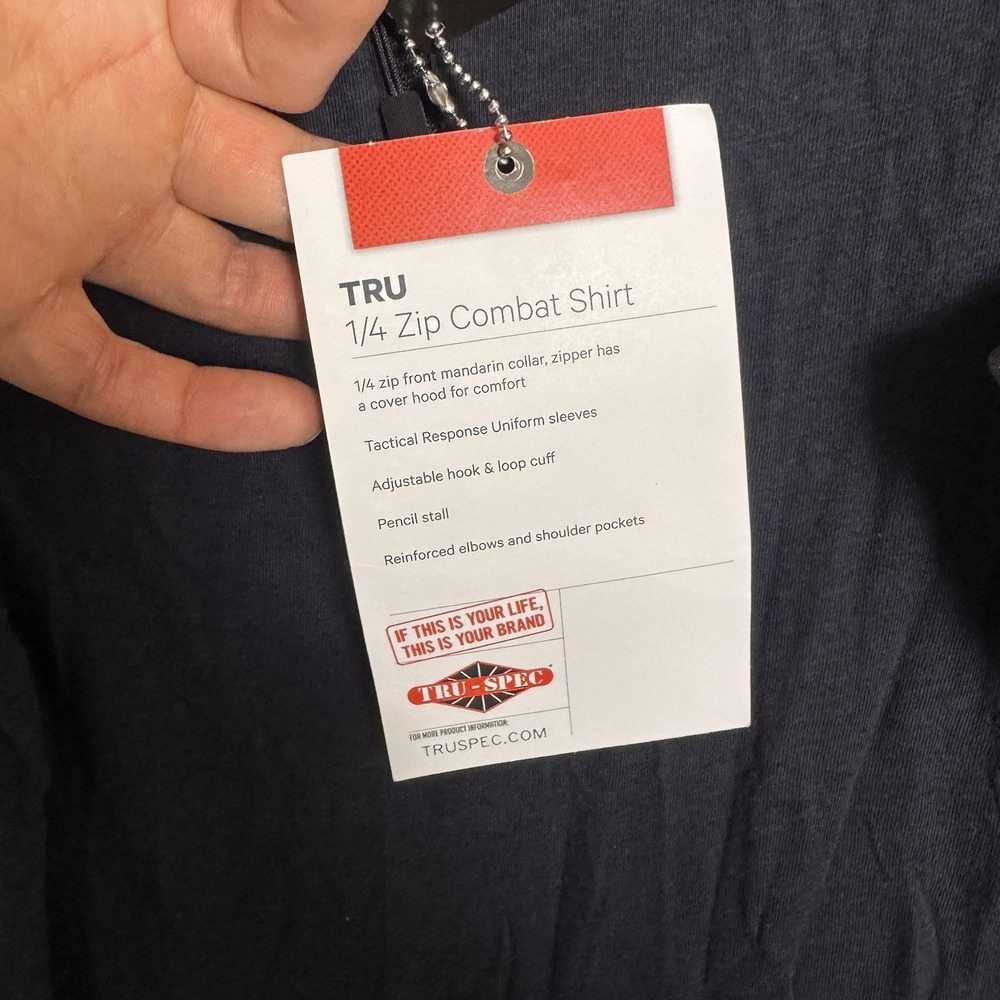 TRU
1/4 Zip Combat Shirt
1/4 zip front mandarin collar, zipper has
a cover hood for comfort
Tactical Response Uniform sleeves
Adjustable hook & loop cuff
Pencil stall
Reinforced elbows and shoulder pockets
IF THIS IS YOUR LIFE,
THIS IS YOUR BRAND
TRU-SPEC
FOR MORE PRODUCT INFORMATION:
TRUSPEC.COM